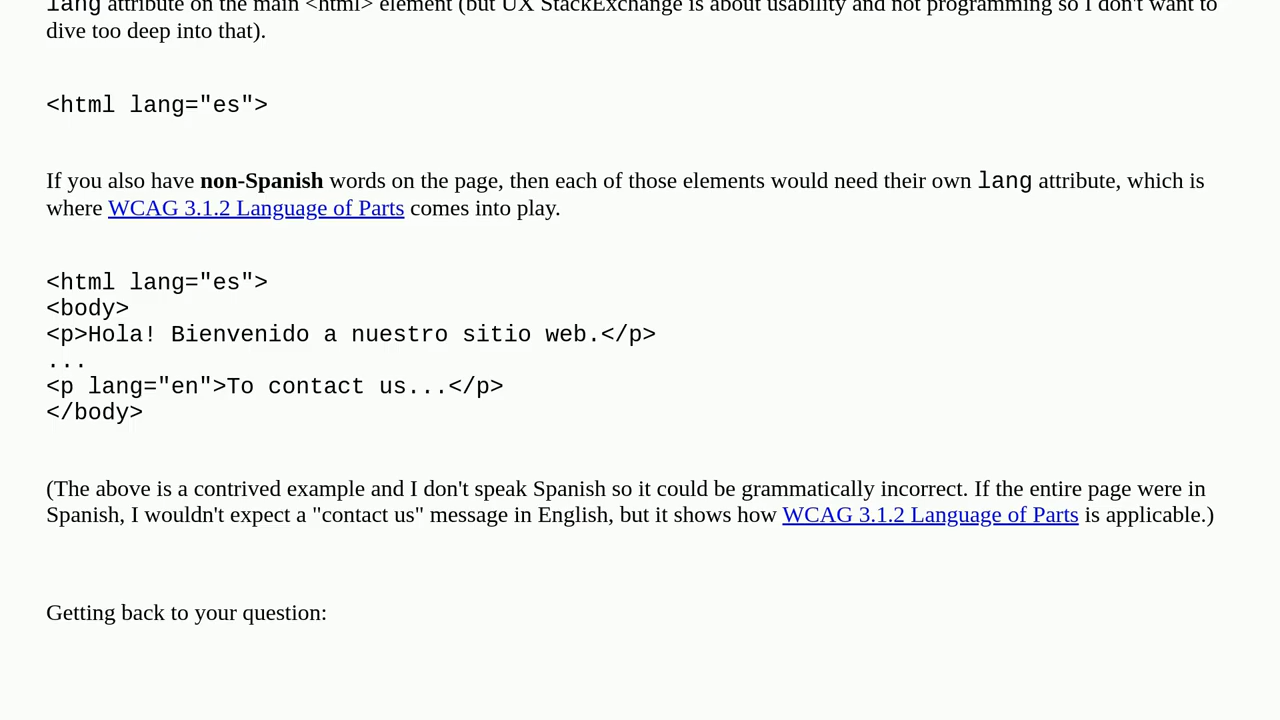 lang attribute on the main <html> element (but UX StackExchange is about usability and not programming so I don't want to
dive too deep into that).
<html lang="es">
If you also have non-Spanish words on the page, then each of those elements would need their own lang attribute, which is
where WCAG 3.1.2 Language of Parts comes into play.
<html lang="es">
<body>
<p>Hola! Bienvenido a nuestro sitio web.</p>
...
<p lang="en">To contact us...</p>
</body>
(The above is a contrived example and I don't speak Spanish so it could be grammatically incorrect. If the entire page were in
Spanish, I wouldn't expect a "contact us" message in English, but it shows how WCAG 3.1.2 Language of Parts is applicable.)
Getting back to your question: